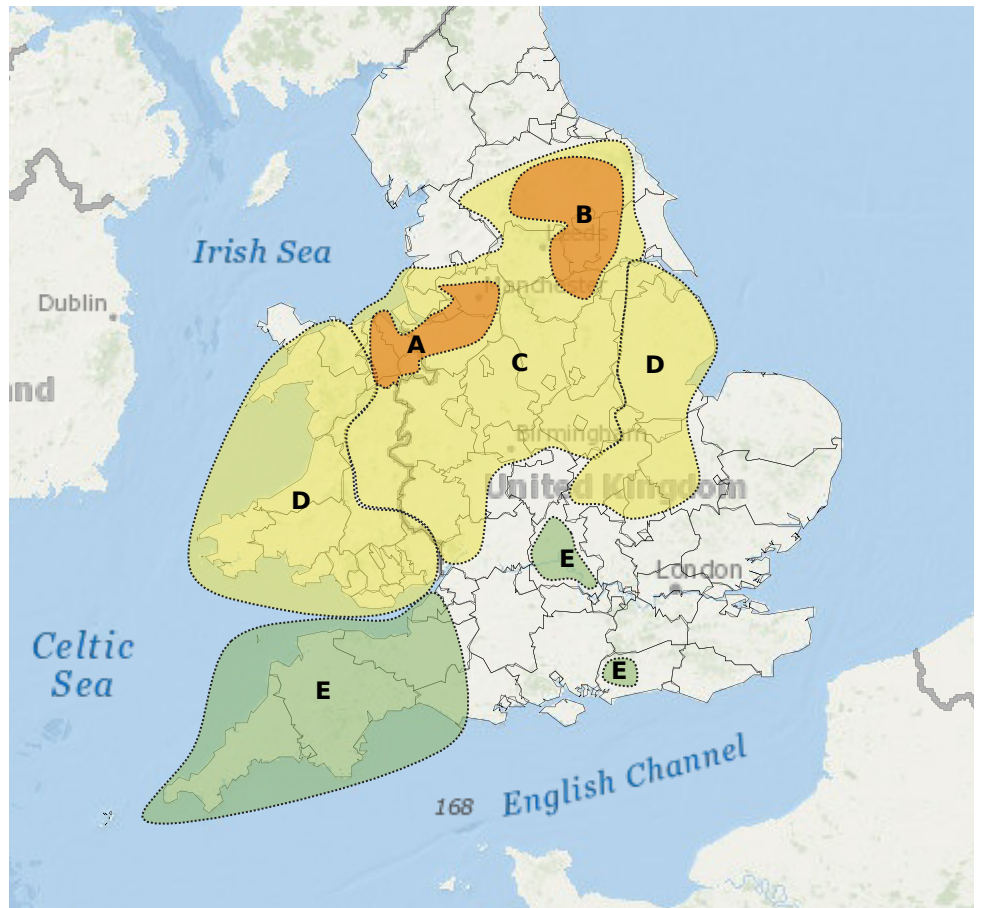 B
Leeds
Irish Sea
Manchester
Dublin
A
C
D
nd
Birmingham
United Kingdom
D
E
London
Celtic
Sea
E
E
168
English Channel